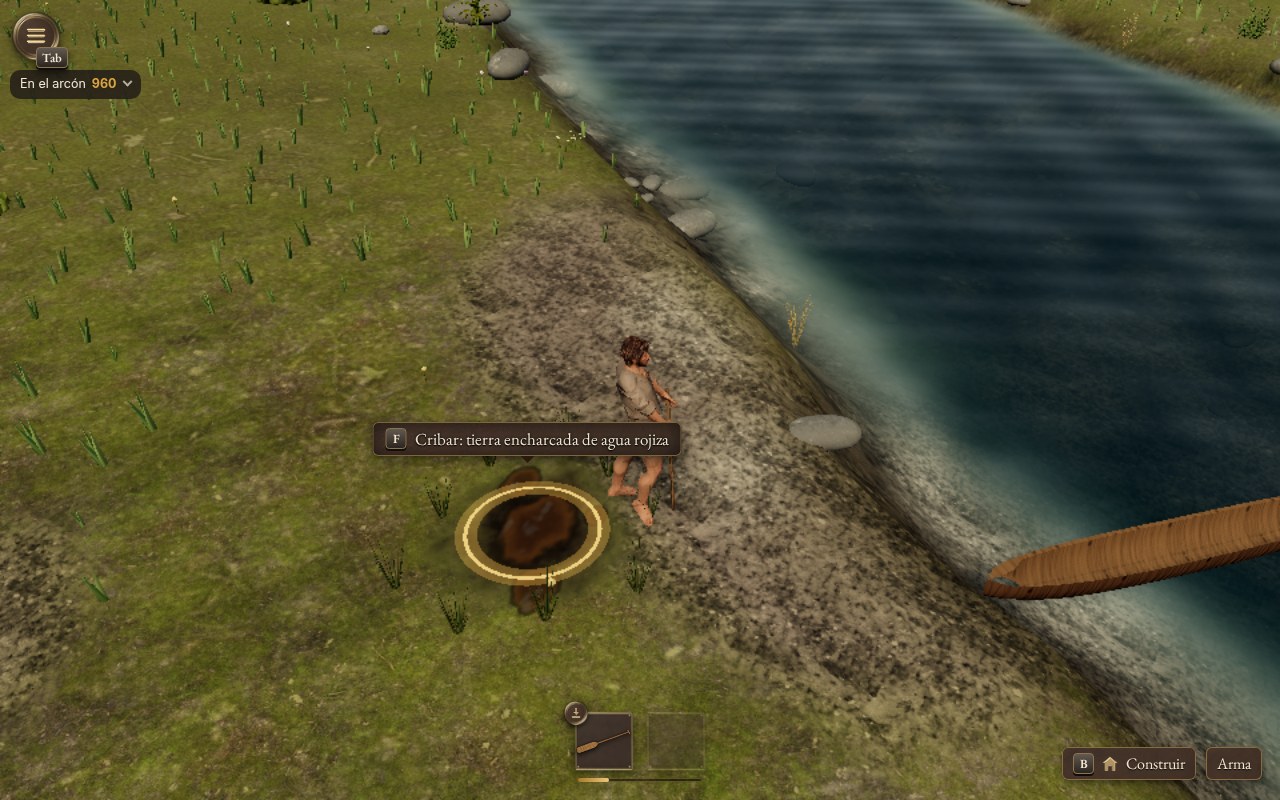 Tab
En el arcón 960
F Cribar: tierra encharcada de agua rojiza
B Construir
Arma